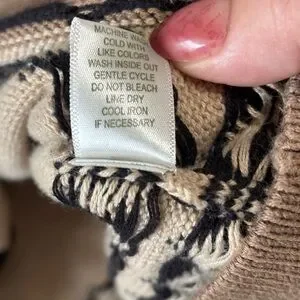 MACHINE WASH
COLD WITH
LIKE COLORS
WASH INSIDE OUT
GENTLE CYCLE
DO NOT BLEACH
LINE DRY
COOL IRON
IF NECESSARY